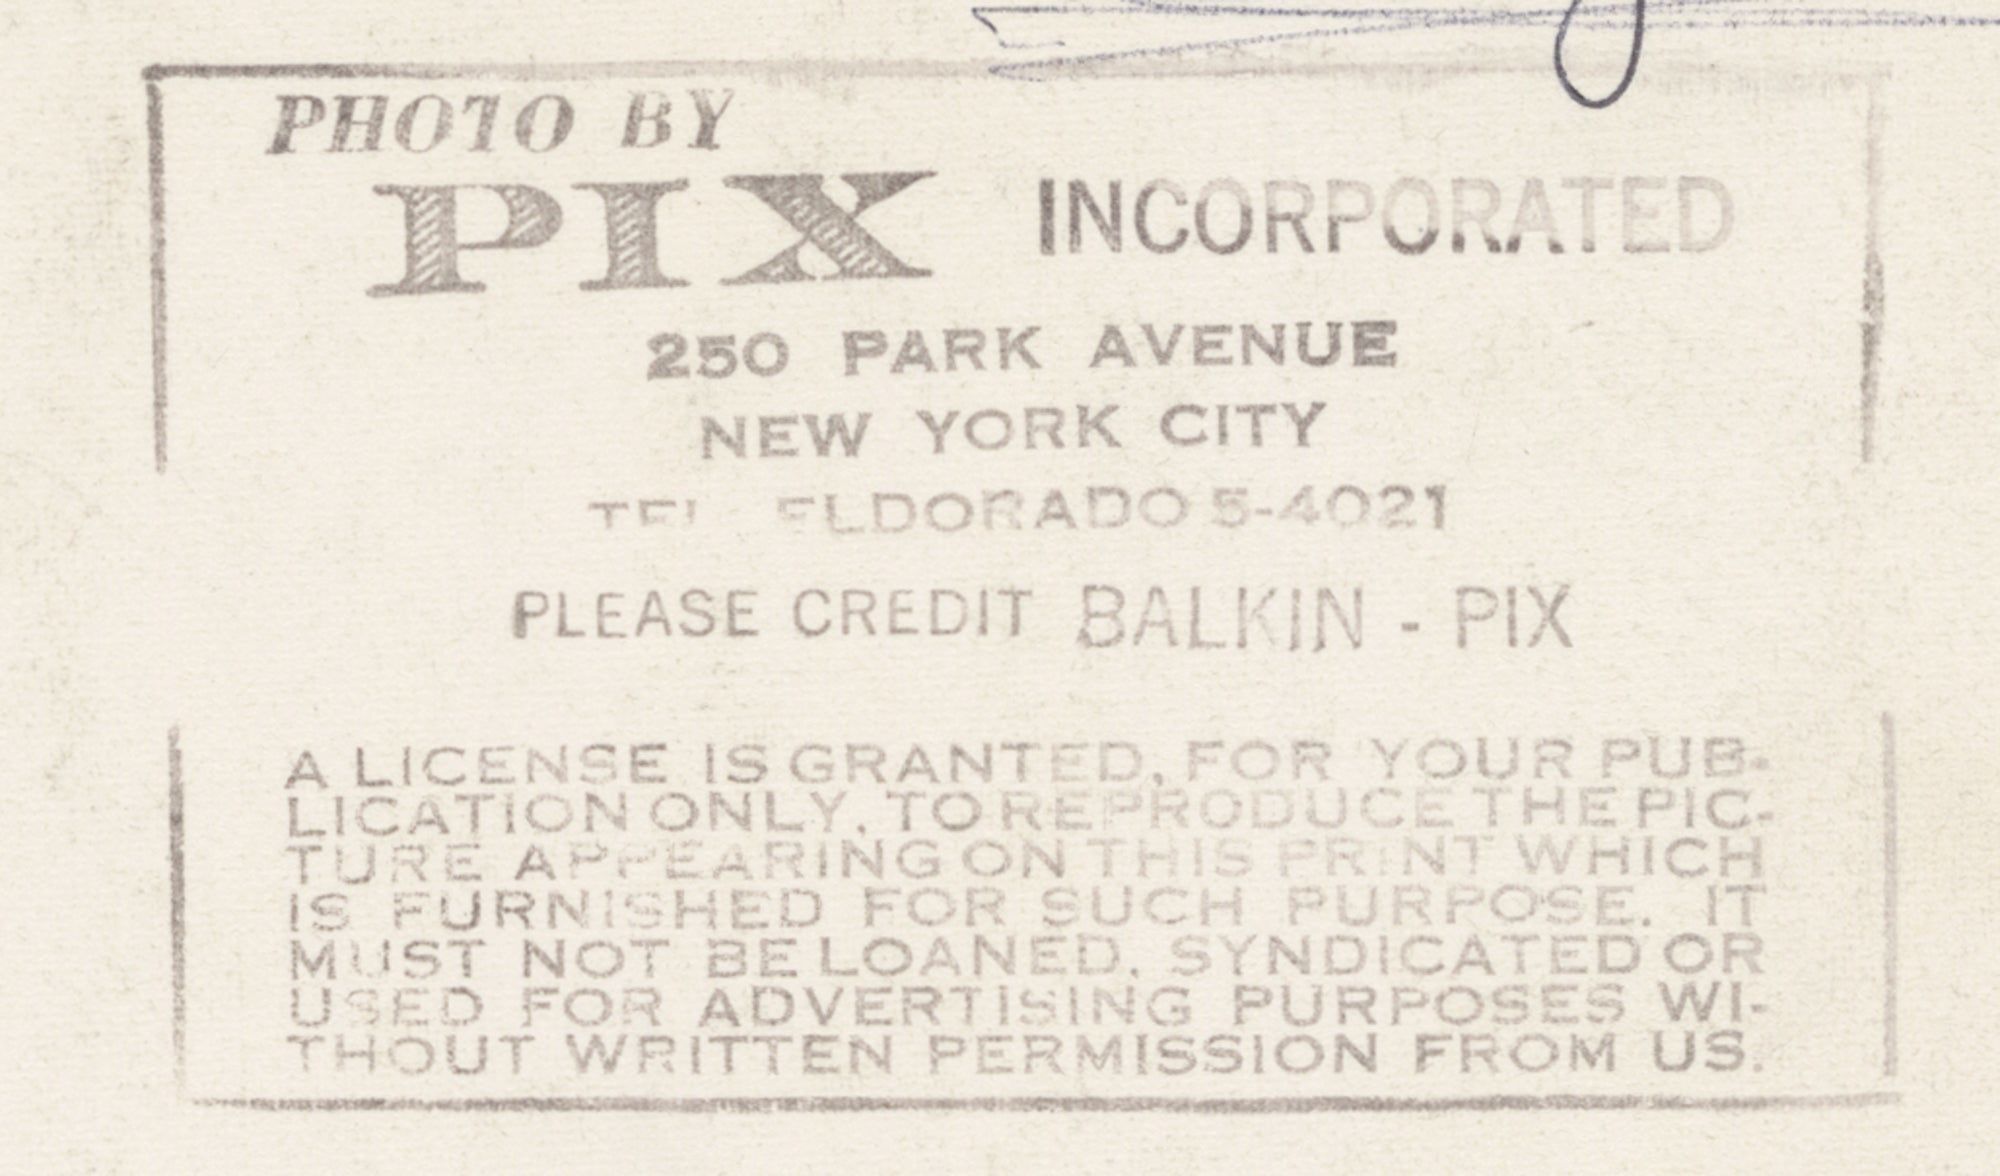 PHOTO BY
PIX INCORPORATED
250 PARK AVENUE
NEW YORK CITY
TEL ELDORADO 5-4021
PLEASE CREDIT BALKIN - PIX
A LICENSE IS GRANTED, FOR YOUR PUB-
LICATION ONLY, TO REPRODUCE THE PIC-
TURE APPEARING ON THIS PRINT WHICH
IS FURNISHED FOR SUCH PURPOSE. IT
MUST NOT BE LOANED, SYNDICATED OR
USED FOR ADVERTISING PURPOSES WI-
THOUT WRITTEN PERMISSION FROM US.